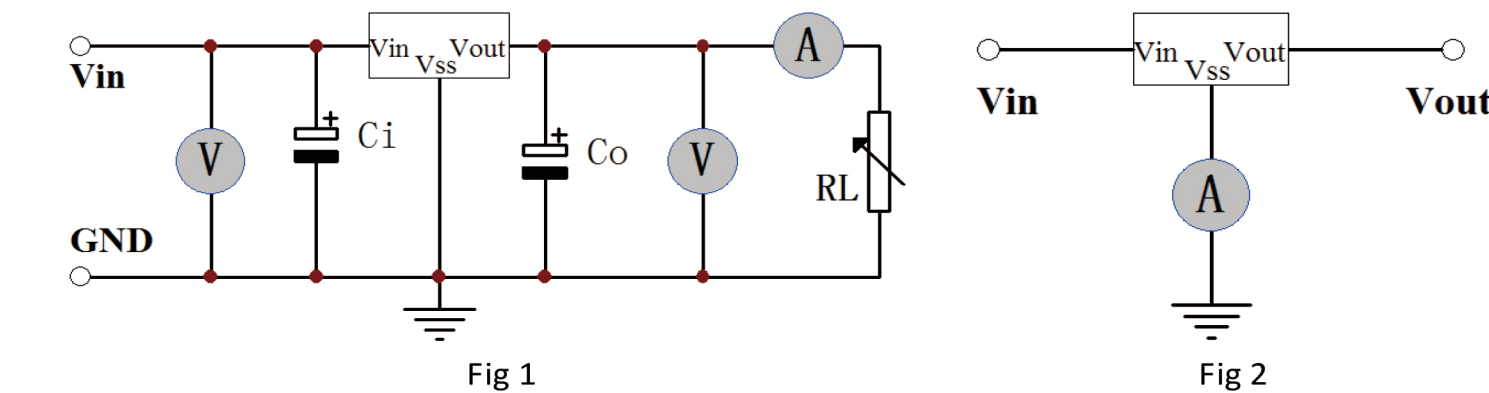 Vin
Vin Vss Vout
A
V
+
Ci
+
Co
V
RL
GND
Fig 1
Vin Vss Vout
Vin
Vout
A
Fig 2